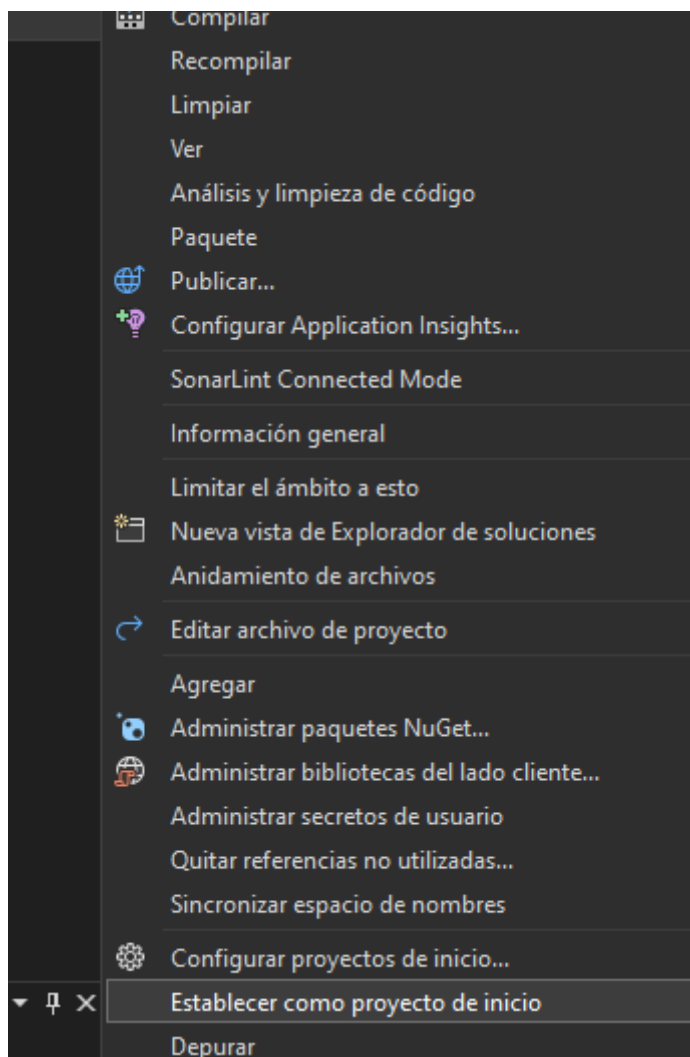 Compilar
Recompilar
Limpiar
Ver
Análisis y limpieza de código
Paquete
Publicar...
Configurar Application Insights...
SonarLint Connected Mode
Información general
Limitar el ámbito a esto
Nueva vista de Explorador de soluciones
Anidamiento de archivos
Editar archivo de proyecto
Agregar
Administrar paquetes NuGet...
Administrar bibliotecas del lado cliente...
Administrar secretos de usuario
Quitar referencias no utilizadas...
Sincronizar espacio de nombres
Configurar proyectos de inicio...
Establecer como proyecto de inicio
Depurar